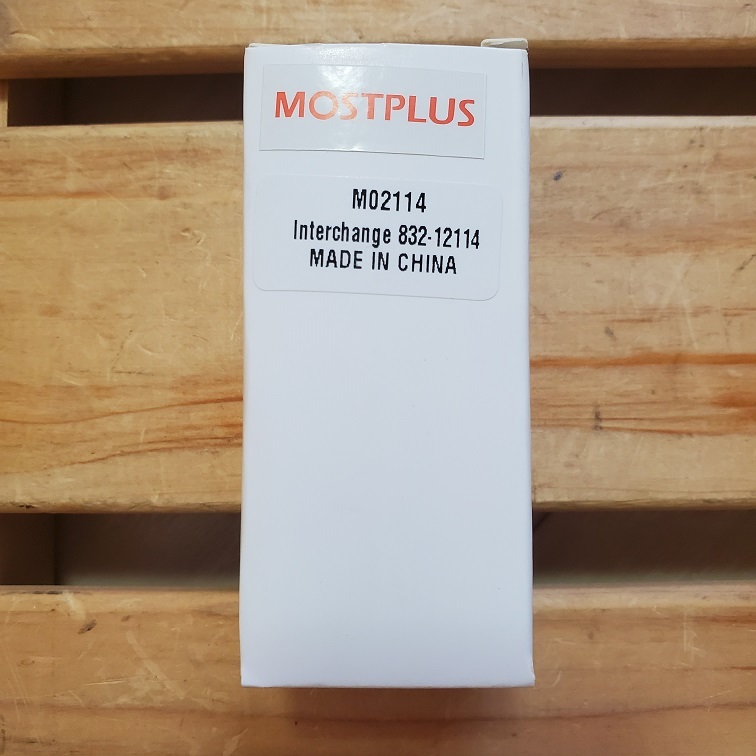 MOSTPLUS
M02114
Interchange 832-12114
MADE IN CHINA